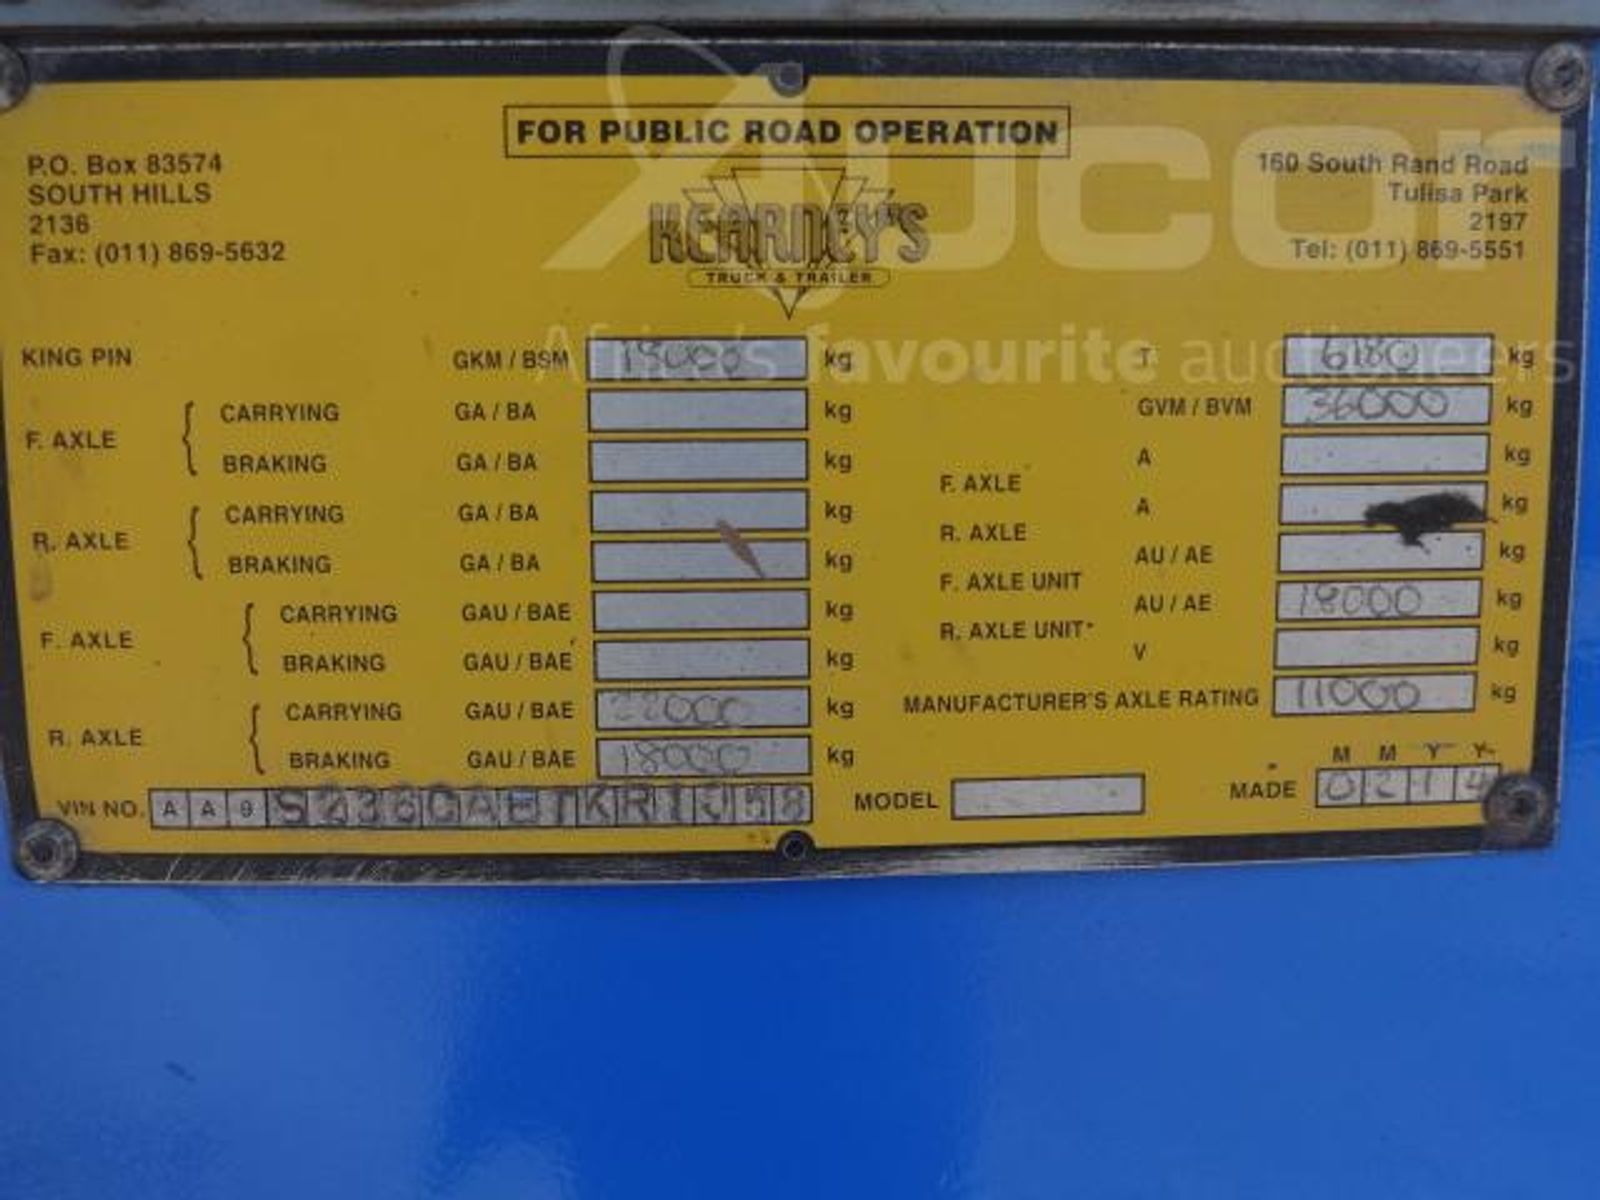 FOR PUBLIC ROAD OPERATION
P.O. Box 83574
SOUTH HILLS
2136
Fax: (011) 869-5632
KEARNEY'S
TRUCK & TRAILER
160 South Rand Road
Tulisa Park
2197
Tel: (011) 869-5551
Aucor
Africa's favourite auctioneers
KING PIN GKM / BSM kg
F. AXLE
CARRYING GA / BA kg
BRAKING GA / BA kg
R. AXLE
CARRYING GA / BA kg
BRAKING GA / BA kg
F. AXLE
CARRYING GAU / BAE kg
BRAKING GAU / BAE kg
R. AXLE
CARRYING GAU / BAE 22000 kg
BRAKING GAU / BAE 18000 kg
T 6180 kg
GVM / BVM 36000 kg
F. AXLE A kg
R. AXLE A kg
F. AXLE UNIT AU / AE kg
R. AXLE UNIT AU / AE 18000 kg
V kg
MANUFACTURER'S AXLE RATING 11000 kg
VIN NO. A A 9
MODEL
M M Y Y
MADE 0 2 1 4